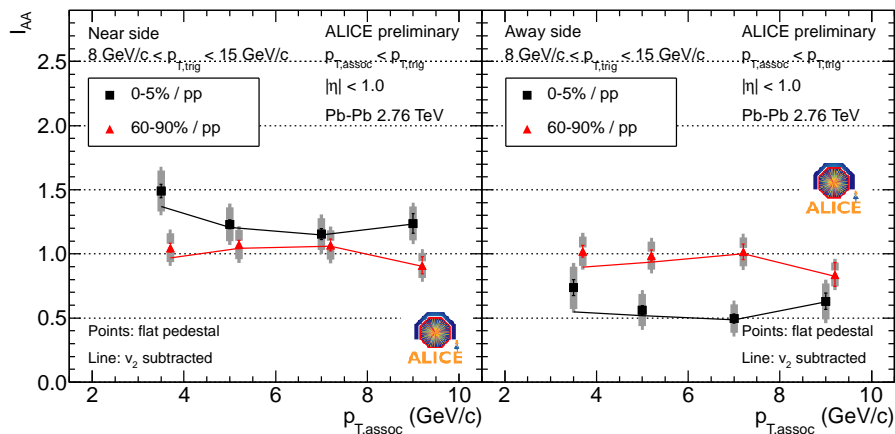 I_AA
2.5
2.0
1.5
1.0
0.5
0.0
Near side
8 GeV/c < p_T,trig < 15 GeV/c
0-5% / pp
60-90% / pp
ALICE preliminary
p_T,assoc < p_T,trig
|η| < 1.0
Pb-Pb 2.76 TeV
Points: flat pedestal
Line: v_2 subtracted
ALICE
2 4 6 8 10
p_T,assoc (GeV/c)
Away side
8 GeV/c < p_T,trig < 15 GeV/c
0-5% / pp
60-90% / pp
ALICE preliminary
p_T,assoc < p_T,trig
|η| < 1.0
Pb-Pb 2.76 TeV
ALICE
Points: flat pedestal
Line: v_2 subtracted
2 4 6 8 10
p_T,assoc (GeV/c)